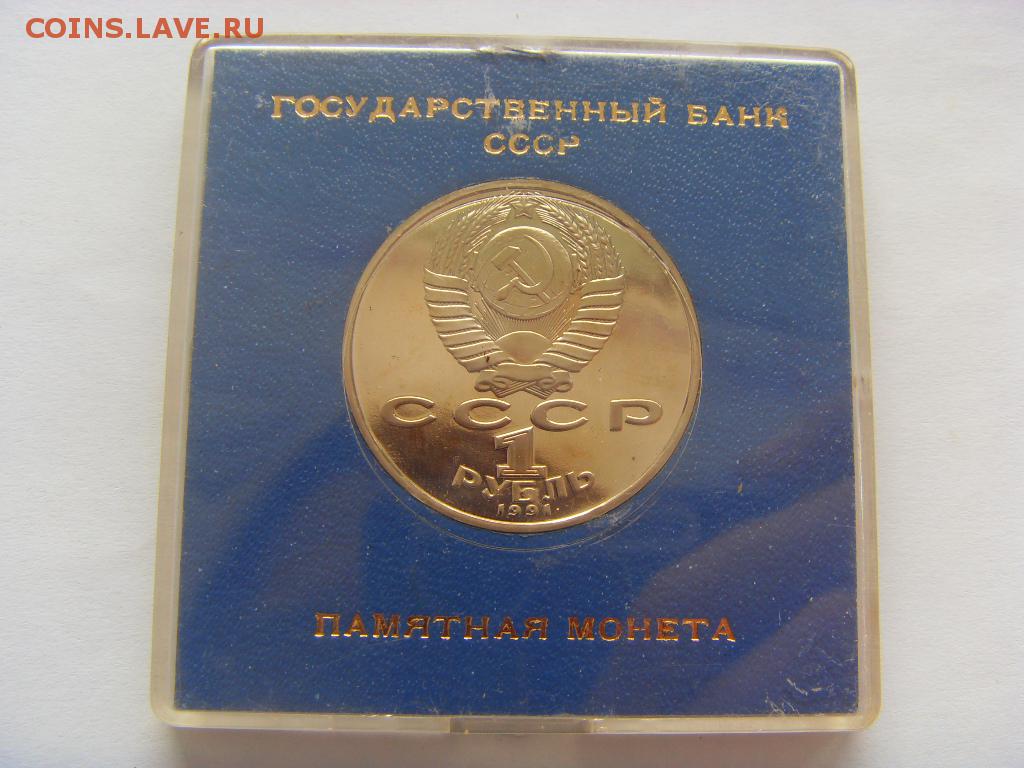 COINS.LAVE.RU
ГОСУДАРСТВЕННЫЙ БАНК
СССР
СССР
1
РУБЛЬ
1991.
ПАМЯТНАЯ МОНЕТА